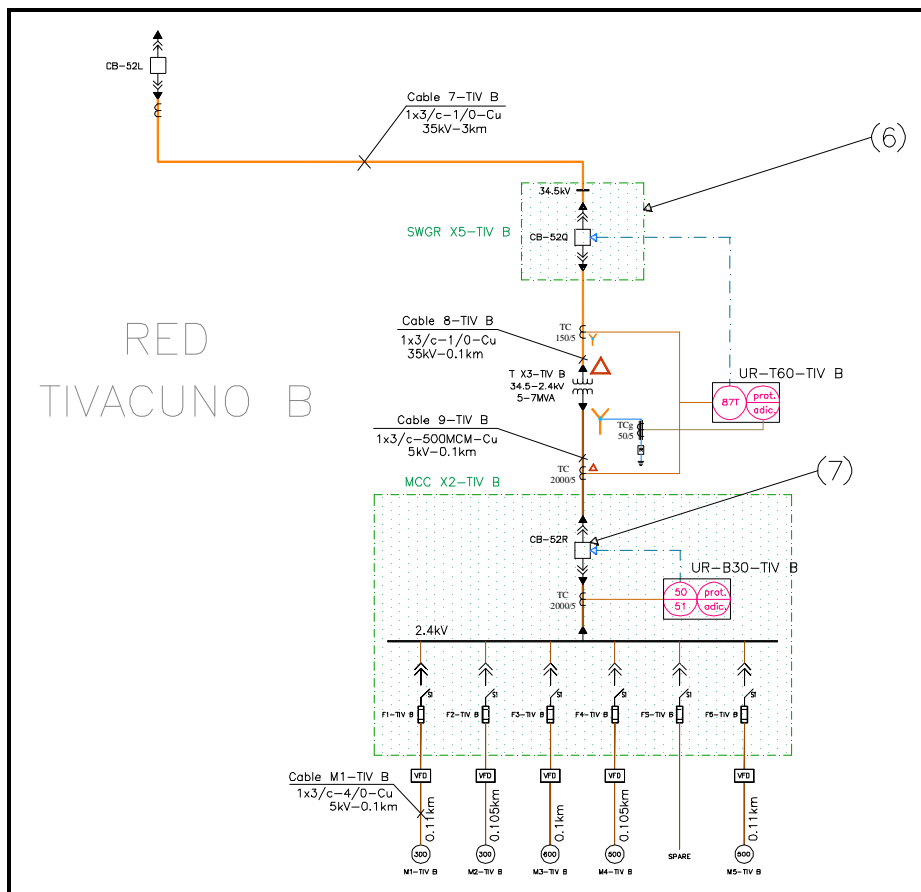 CB-52L
Cable 7-TIV B
1x3/c-1/0-Cu
35kV-3km
(6)
34.5kV
SWGR X5-TIV B
CB-52Q
RED
TIVACUNO B
Cable 8-TIV B
1x3/c-1/0-Cu
35kV-0.1km
TC
150/5
T X3-TIV B
34.5-2.4kV
5-7MVA
UR-T60-TIV B
87T
prot.
adic.
Cable 9-TIV B
1x3/c-500MCM-Cu
5kV-0.1km
TCg
50/5
R
TC
2000/5
MCC X2-TIV B
(7)
CB-52R
UR-B30-TIV B
50
51
prot.
adic.
TC
2000/5
2.4kV
S1 S1 S1 S1 S1 S1
F1-TIV B F2-TIV B F3-TIV B F4-TIV B F5-TIV B F6-TIV B
Cable M1-TIV B
1x3/c-4/0-Cu
5kV-0.1km
VFD VFD VFD VFD VFD
0.11km 0.105km 0.1km 0.105km 0.11km
300 300 600 500 SPARE 500
M1-TIV B M2-TIV B M3-TIV B M4-TIV B M5-TIV B